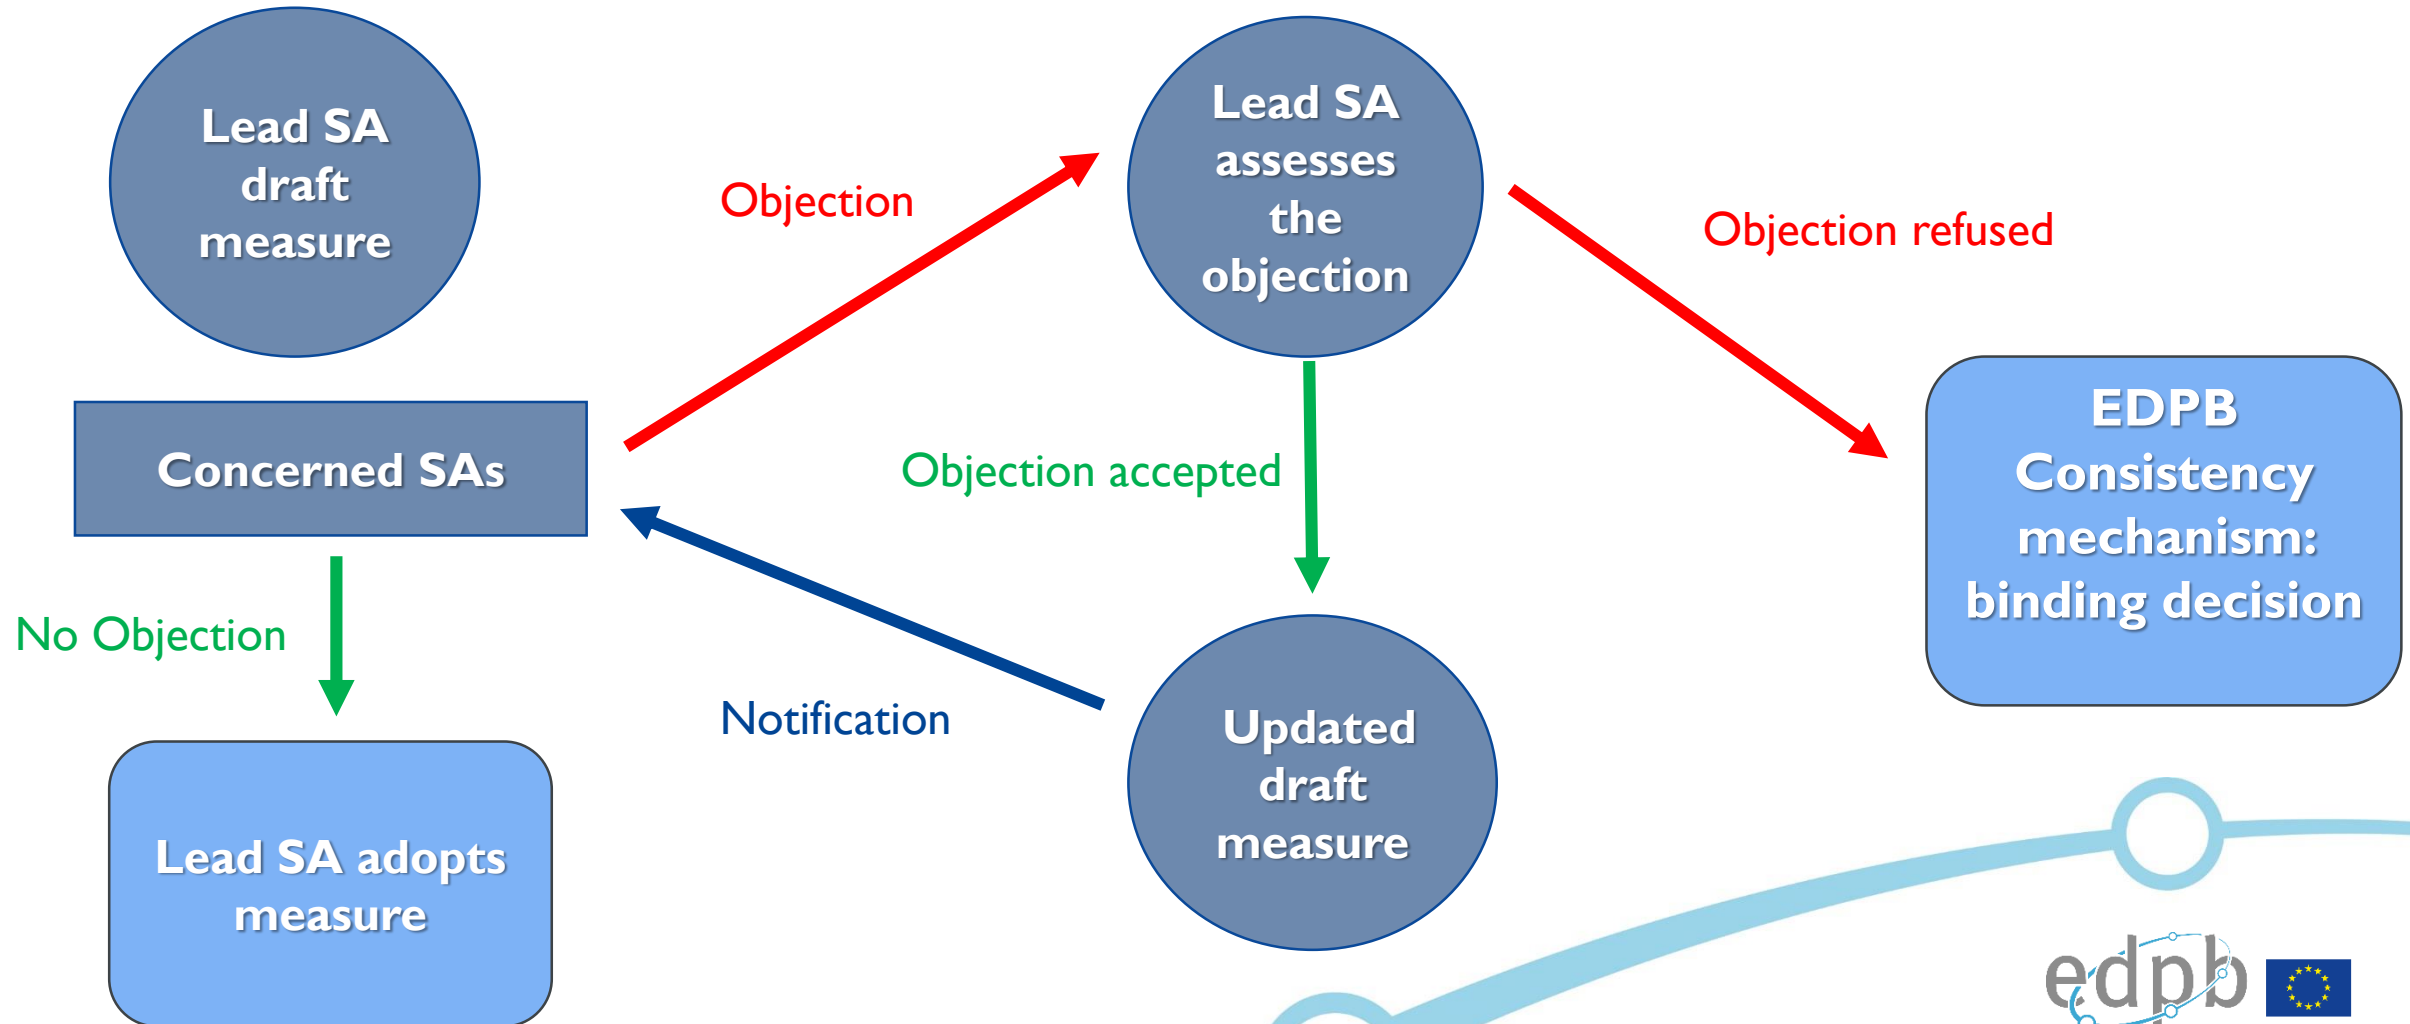 Lead SA
draft
measure
Concerned SAs
No Objection
Lead SA adopts
measure
Objection
Notification
Lead SA
assesses
the
objection
Objection accepted
Updated
draft
measure
Objection refused
EDPB
Consistency
mechanism:
binding decision
edpb